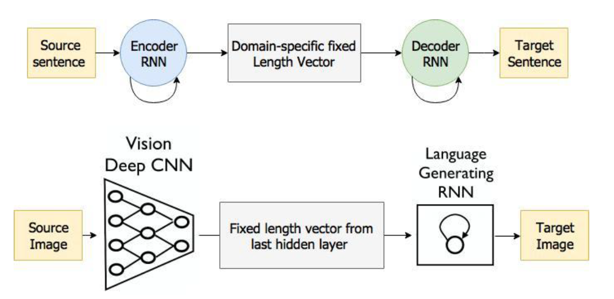 Source
sentence
Encoder
RNN
Domain-specific fixed
Length Vector
Decoder
RNN
Target
Sentence
Vision
Deep CNN
Language
Generating
RNN
Source
Image
Fixed length vector from
last hidden layer
Target
Image